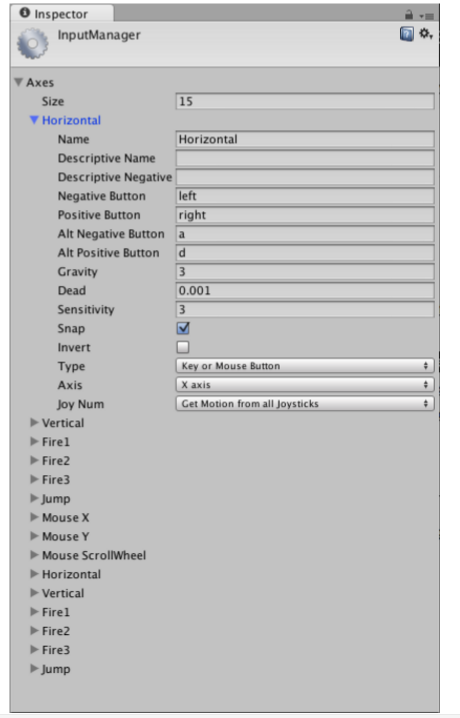 Inspector
InputManager
Axes
Size 15
Horizontal
Name Horizontal
Descriptive Name
Descriptive Negative
Negative Button left
Positive Button right
Alt Negative Button a
Alt Positive Button d
Gravity 3
Dead 0.001
Sensitivity 3
Snap
Invert
Type Key or Mouse Button
Axis X axis
Joy Num Get Motion from all Joysticks
Vertical
Fire1
Fire2
Fire3
Jump
Mouse X
Mouse Y
Mouse ScrollWheel
Horizontal
Vertical
Fire1
Fire2
Fire3
Jump